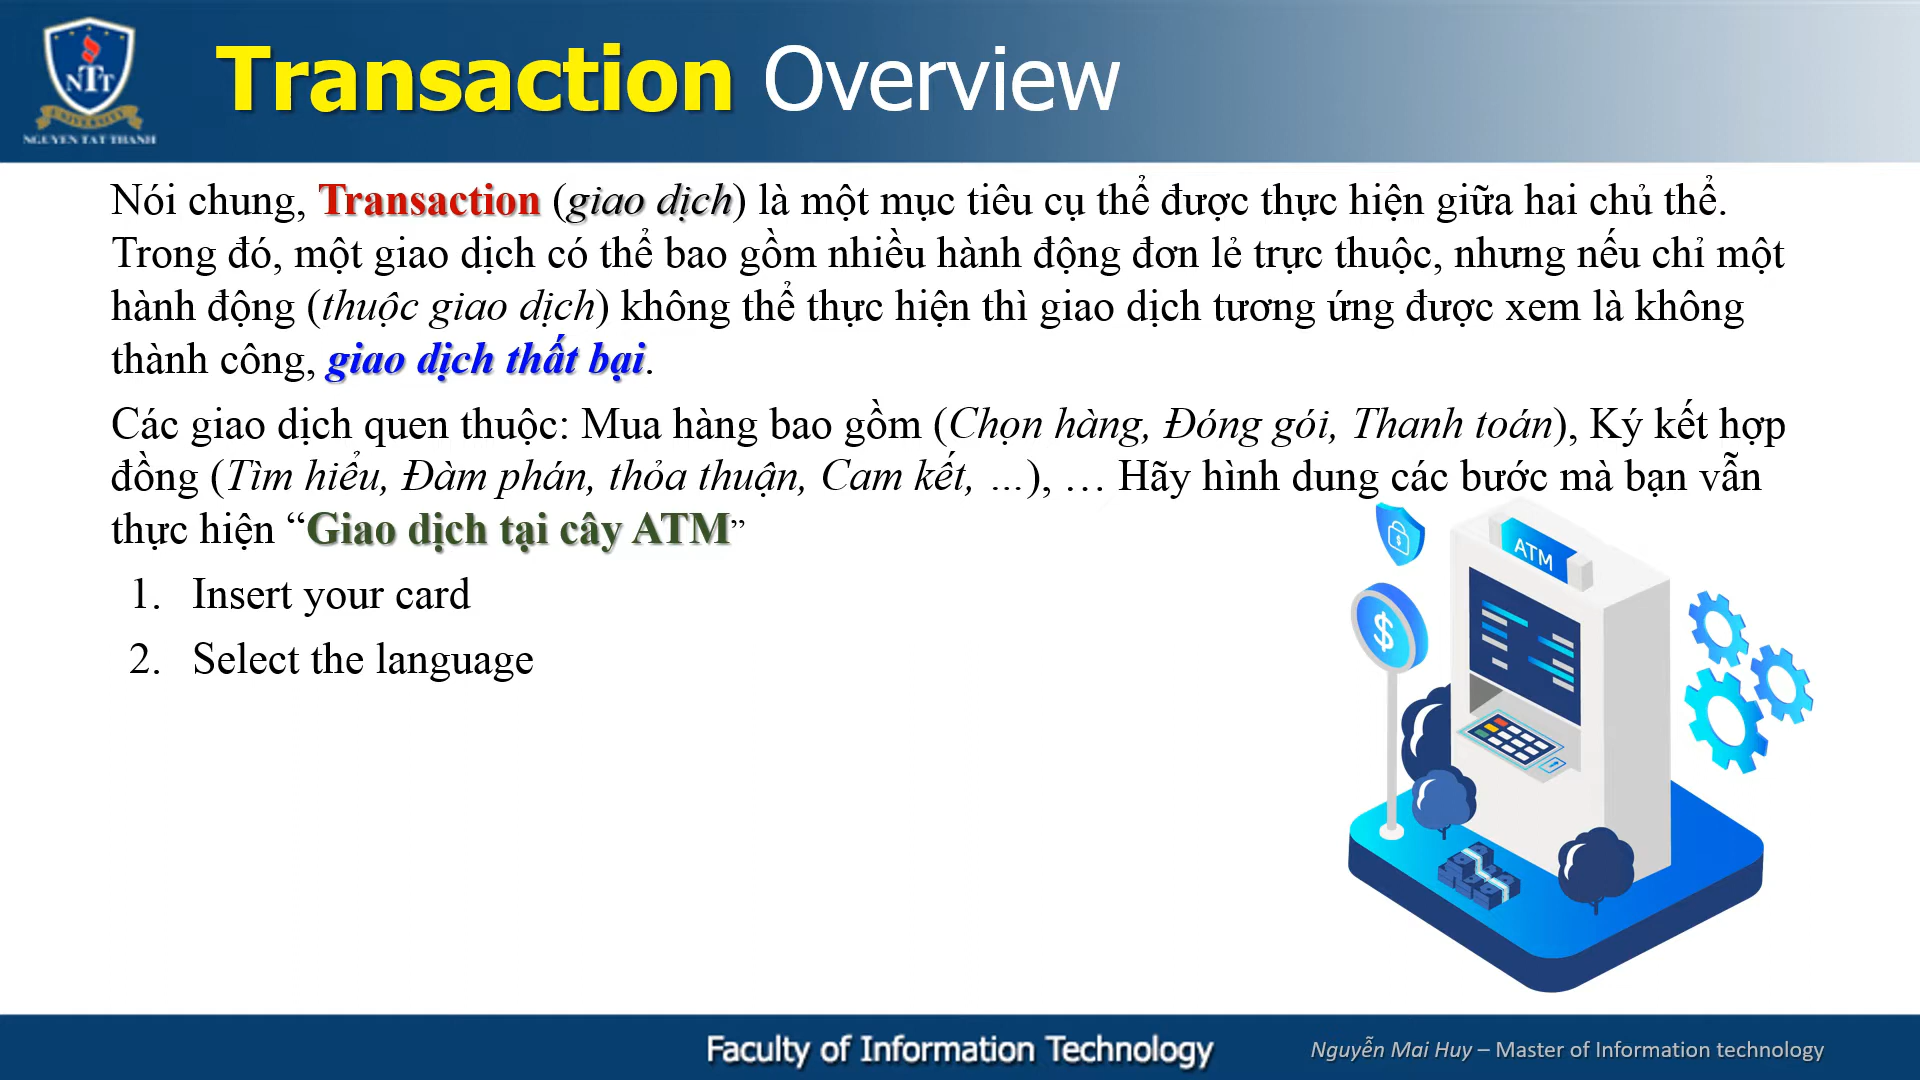 NTT
UNIVERSITY
NGUYEN TAT THANH
Transaction Overview
Nói chung, Transaction (giao dịch) là một mục tiêu cụ thể được thực hiện giữa hai chủ thể.
Trong đó, một giao dịch có thể bao gồm nhiều hành động đơn lẻ trực thuộc, nhưng nếu chỉ một
hành động (thuộc giao dịch) không thể thực hiện thì giao dịch tương ứng được xem là không
thành công, giao dịch thất bại.
Các giao dịch quen thuộc: Mua hàng bao gồm (Chọn hàng, Đóng gói, Thanh toán), Ký kết hợp
đồng (Tìm hiểu, Đàm phán, thỏa thuận, Cam kết, ...), … Hãy hình dung các bước mà bạn vẫn
thực hiện “Giao dịch tại cây ATM”
1. Insert your card
2. Select the language
ATM
$
$
Faculty of Information Technology
Nguyễn Mai Huy – Master of Information technology